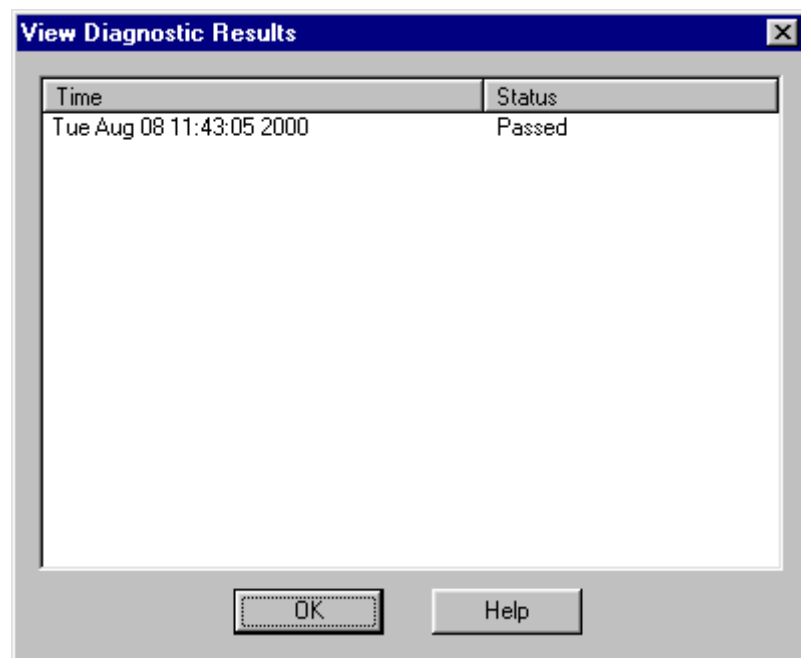 View Diagnostic Results
Time Status
Tue Aug 08 11:43:05 2000 Passed
OK Help